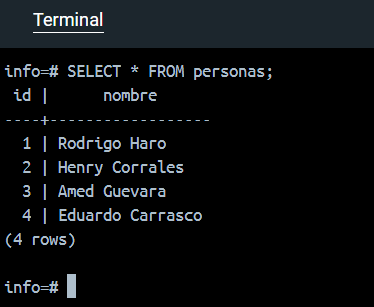 Terminal
info=# SELECT * FROM personas;
 id |      nombre
----+------------------
  1 | Rodrigo Haro
  2 | Henry Corrales
  3 | Amed Guevara
  4 | Eduardo Carrasco
(4 rows)
info=#